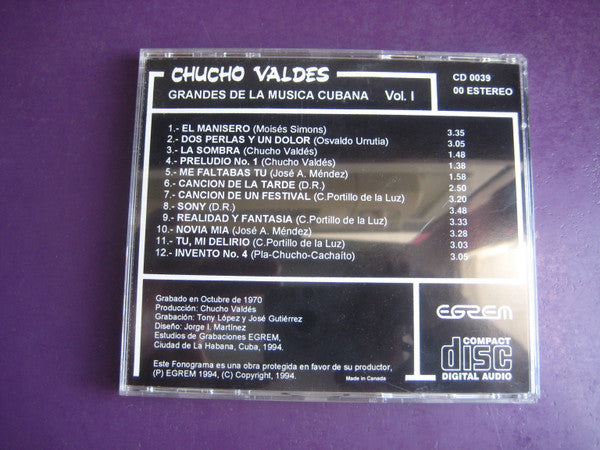 CHUCHO VALDES
GRANDES DE LA MUSICA CUBANA Vol. I
CD 0039
00 ESTEREO
1.- EL MANISERO (Moisés Simons) 3.35
2.- DOS PERLAS Y UN DOLOR (Osvaldo Urrutia) 3.05
3.- LA SOMBRA (Chucho Valdés) 1.48
4.- PRELUDIO No. 1 (Chucho Valdés) 1.38
5.- ME FALTABAS TU (José A. Méndez) 1.58
6.- CANCION DE LA TARDE (D.R.) 2.50
7.- CANCION DE UN FESTIVAL (C.Portillo de la Luz) 3.20
8.- SONY (D.R.) 3.48
9.- REALIDAD Y FANTASIA (C.Portillo de la Luz) 3.33
10.- NOVIA MIA (José A. Méndez) 3.28
11.- TU, MI DELIRIO (C.Portillo de la Luz) 3.03
12.- INVENTO No. 4 (Pla-Chucho-Cachaíto) 3.05
Grabado en Octubre de 1970
Producción: Chucho Valdés
Grabación: Tony López y José Gutiérrez
Diseño: Jorge I. Martínez
Estudios de Grabaciones EGREM,
Ciudad de La Habana, Cuba, 1994.
Este Fonograma es una obra protegida en favor de su productor,
(P) EGREM 1994, (C) Copyright, 1994.
Made in Canada
EGREM
COMPACT
disc
DIGITAL AUDIO